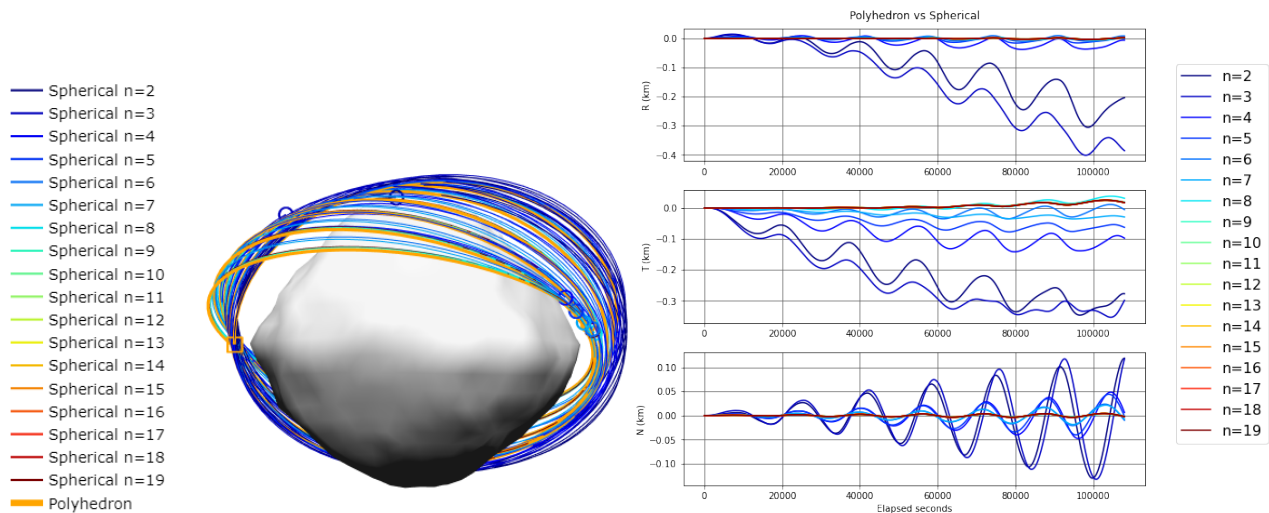 Spherical n=2
Spherical n=3
Spherical n=4
Spherical n=5
Spherical n=6
Spherical n=7
Spherical n=8
Spherical n=9
Spherical n=10
Spherical n=11
Spherical n=12
Spherical n=13
Spherical n=14
Spherical n=15
Spherical n=16
Spherical n=17
Spherical n=18
Spherical n=19
Polyhedron
Polyhedron vs Spherical
R (km)
0.0
−0.1
−0.2
−0.3
−0.4
0
20000
40000
60000
80000
100000
T (km)
0.0
−0.1
−0.2
−0.3
0
20000
40000
60000
80000
100000
N (km)
0.10
0.05
0.00
−0.05
−0.10
0
20000
40000
60000
80000
100000
Elapsed seconds
n=2
n=3
n=4
n=5
n=6
n=7
n=8
n=9
n=10
n=11
n=12
n=13
n=14
n=15
n=16
n=17
n=18
n=19